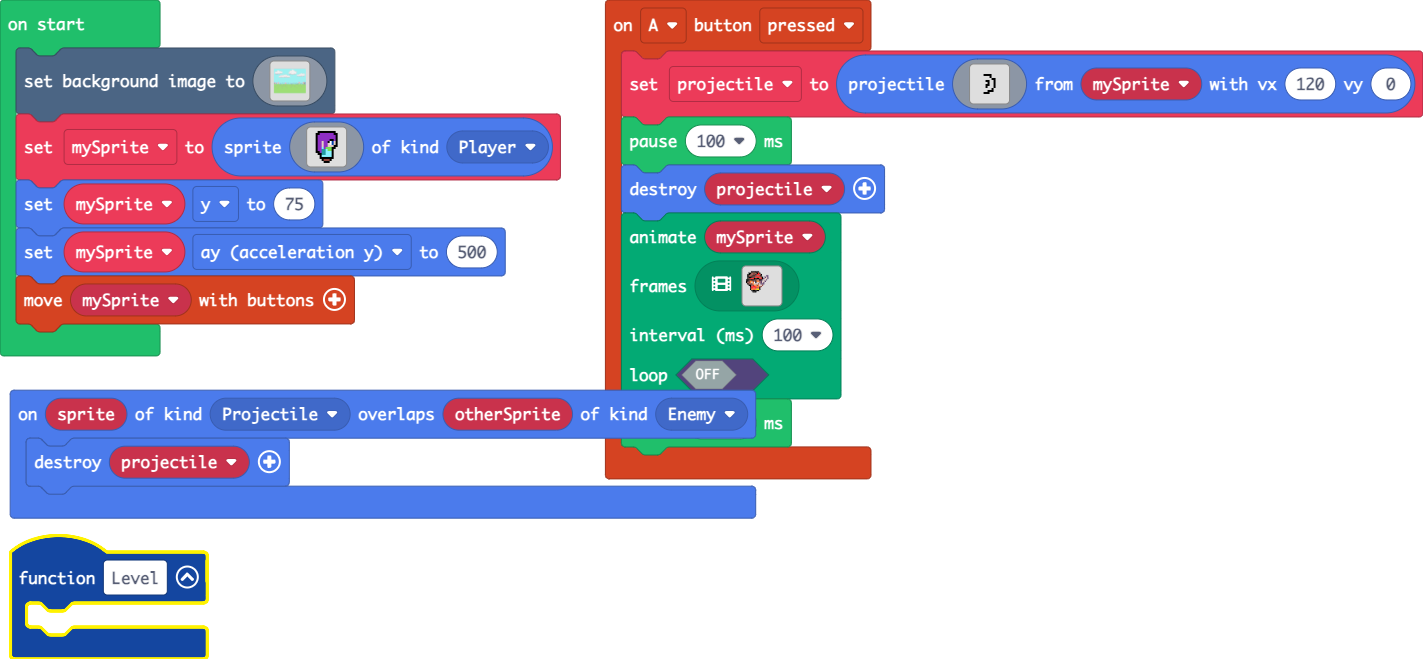 on start
set background image to
set mySprite to sprite of kind Player
set mySprite y to 75
set mySprite ay (acceleration y) to 500
move mySprite with buttons
on A button pressed
set projectile to projectile from mySprite with vx 120 vy 0
pause 100 ms
destroy projectile
animate mySprite
frames
interval (ms) 100
loop OFF
ms
on sprite of kind Projectile overlaps otherSprite of kind Enemy
destroy projectile
function Level